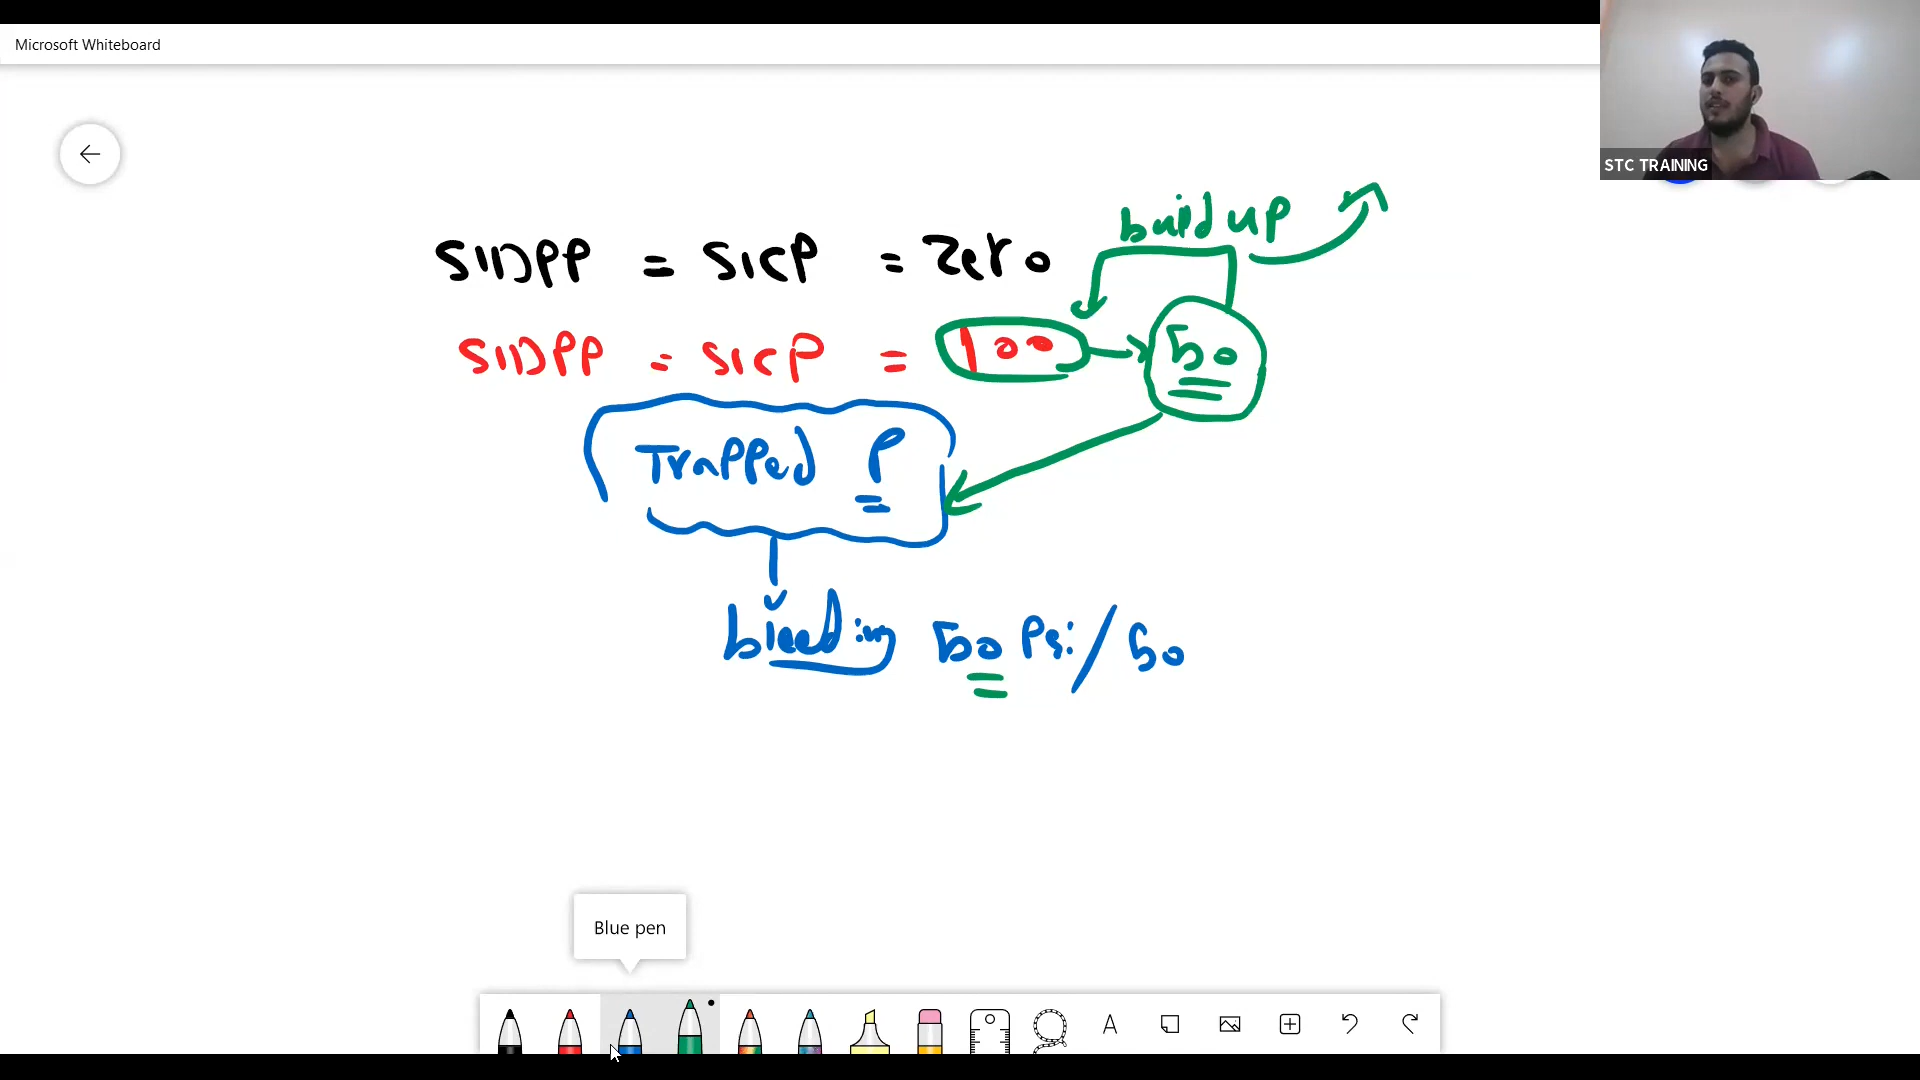 Microsoft Whiteboard
STC TRAINING
build up
SIDPP = SICP = Zero
SIDPP = SICP = 100 50
Trapped P
bleeding 50 Psi / 50
Blue pen
A